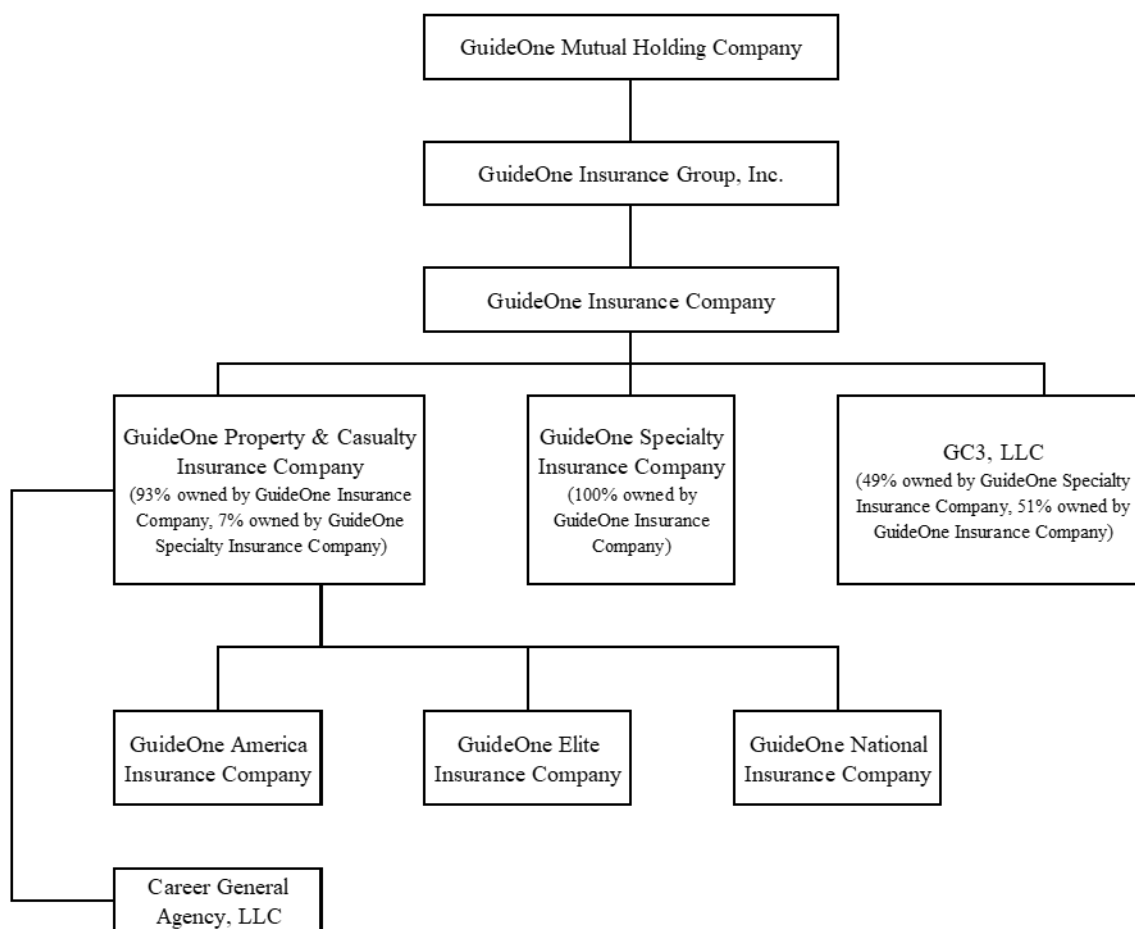 GuideOne Mutual Holding Company
GuideOne Insurance Group, Inc.
GuideOne Insurance Company
GuideOne Property & Casualty
Insurance Company
(93% owned by GuideOne Insurance
Company, 7% owned by GuideOne
Specialty Insurance Company)
GuideOne Specialty
Insurance Company
(100% owned by
GuideOne Insurance
Company)
GC3, LLC
(49% owned by GuideOne Specialty
Insurance Company, 51% owned by
GuideOne Insurance Company)
GuideOne America
Insurance Company
GuideOne Elite
Insurance Company
GuideOne National
Insurance Company
Career General
Agency, LLC